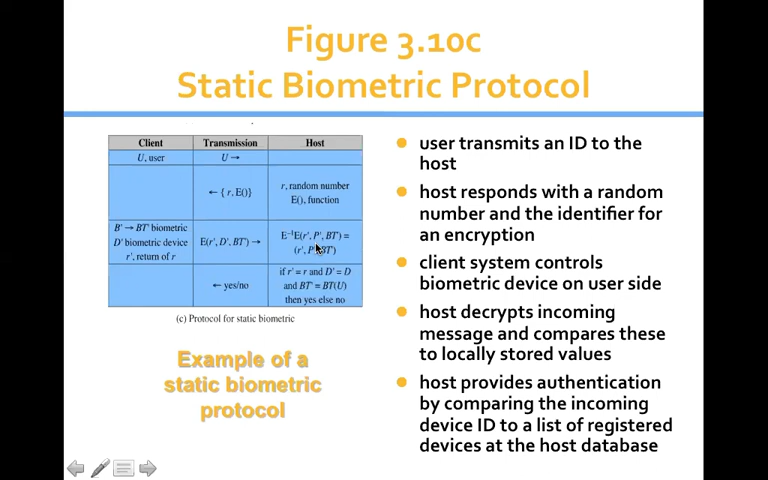 Figure 3.10c
Static Biometric Protocol
Client Transmission Host
U, user U →
← { r, E()} r, random number
E(), function
B' → BT' biometric
D' biometric device
r', return of r
E(r', D', BT') →
E⁻¹E(r', P', BT') =
(r', P', BT')
← yes/no
if r' = r and D' = D
and BT' = BT(U)
then yes else no
(c) Protocol for static biometric
Example of a
static biometric
protocol
user transmits an ID to the
host
host responds with a random
number and the identifier for
an encryption
client system controls
biometric device on user side
host decrypts incoming
message and compares these
to locally stored values
host provides authentication
by comparing the incoming
device ID to a list of registered
devices at the host database